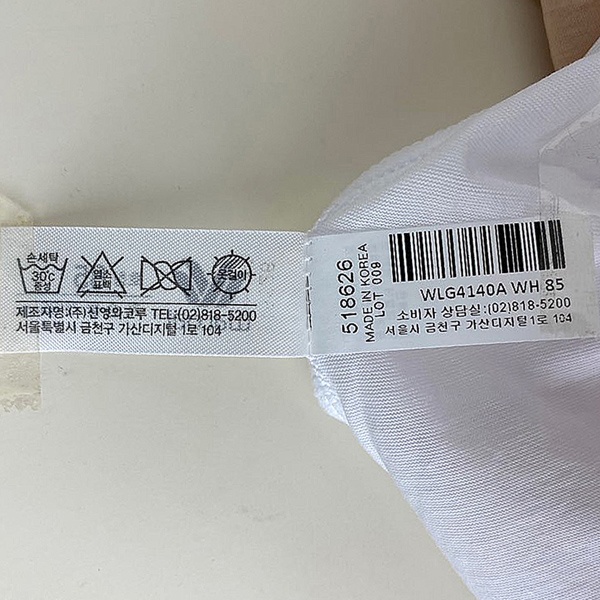 손세탁
30℃
중성
염소
표백
옷걸이
제조자명:(주)신영와코루 TEL:(02)818-5200
서울특별시 금천구 가산디지털 1로 104
518626
MADE IN KOREA
LOT 009
WLG4140A WH 85
소비자 상담실:(02)818-5200
서울시 금천구 가산디지털1로 104